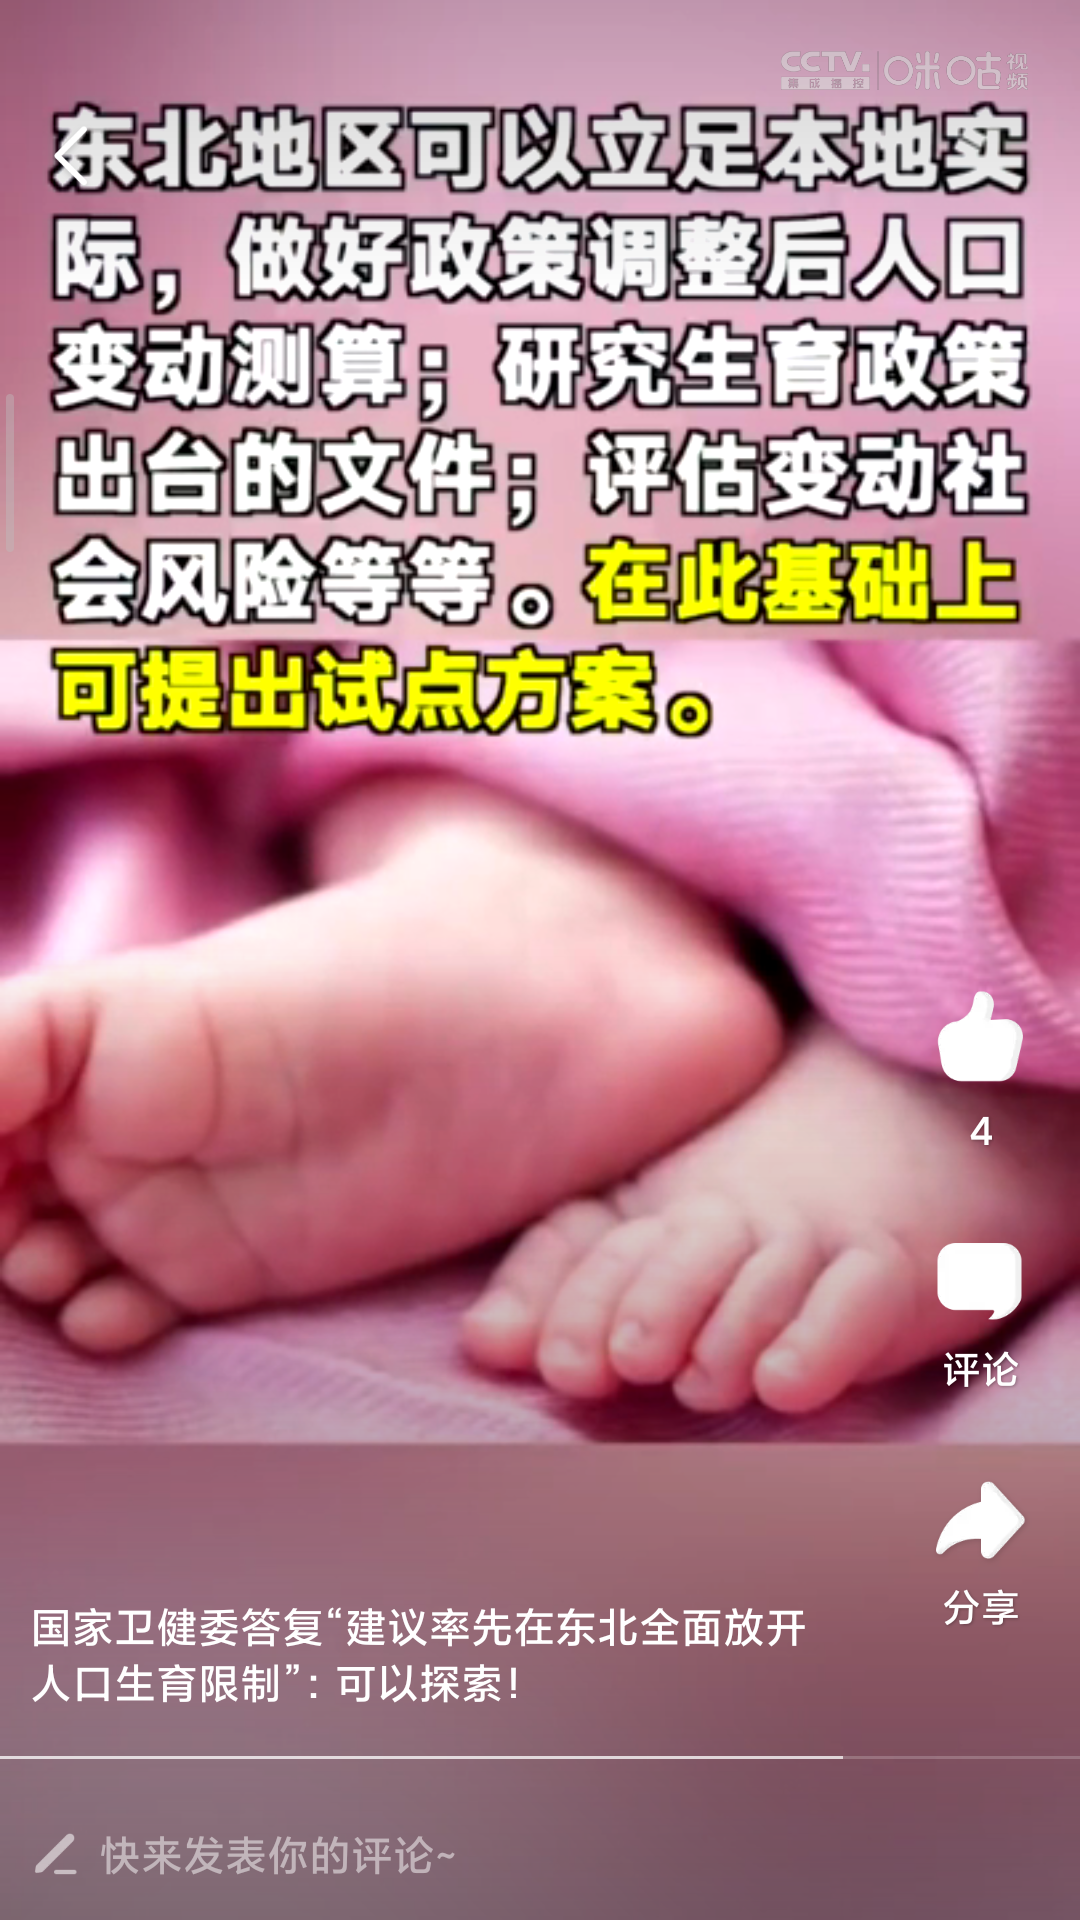 CCTV. 咪咕视频
集成播控
东北地区可以立足本地实
际，做好政策调整后人口
变动测算；研究生育政策
出台的文件；评估变动社
会风险等等。在此基础上
可提出试点方案。
4
评论
分享
国家卫健委答复“建议率先在东北全面放开
人口生育限制”：可以探索！
快来发表你的评论~